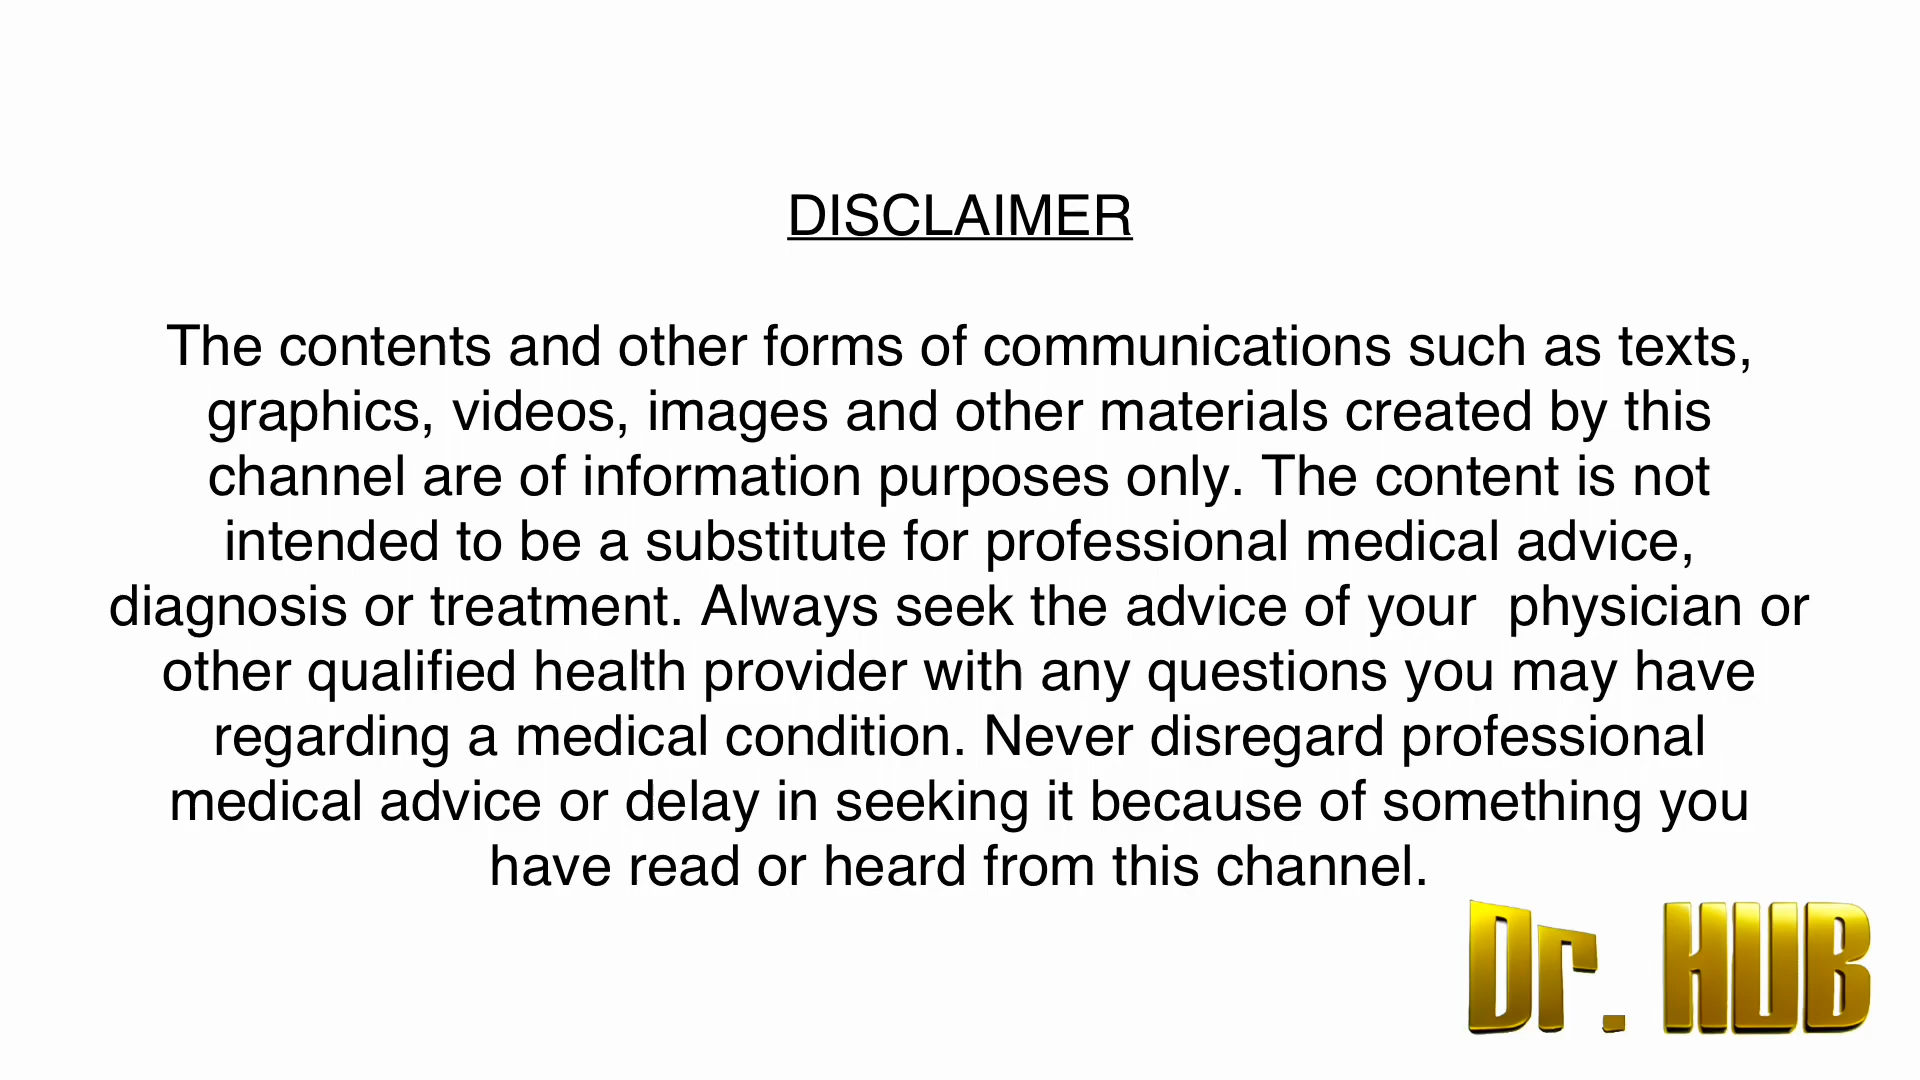 DISCLAIMER
The contents and other forms of communications such as texts,
graphics, videos, images and other materials created by this
channel are of information purposes only. The content is not
intended to be a substitute for professional medical advice,
diagnosis or treatment. Always seek the advice of your  physician or
other qualified health provider with any questions you may have
regarding a medical condition. Never disregard professional
medical advice or delay in seeking it because of something you
have read or heard from this channel.
Dr. HUB